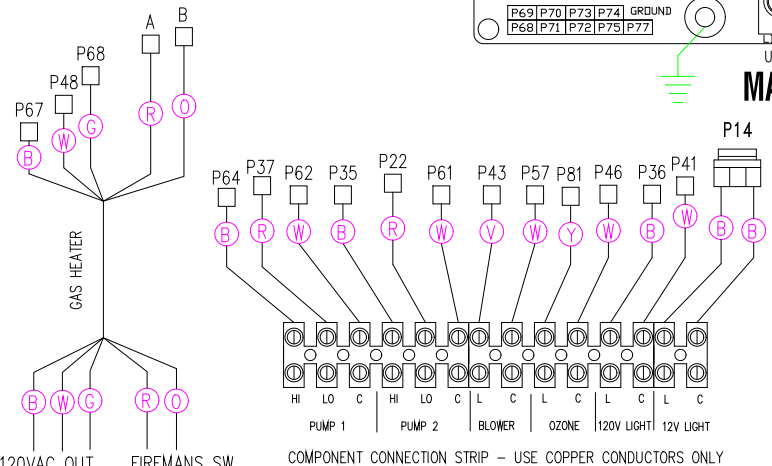 P69 P70 P73 P74 GROUND
P68 P71 P72 P75 P77
A B
P68
P48
P67
B W G R O
MA
P14
P64 P37 P62 P35 P22 P61 P43 P57 P81 P46 P36 P41
B R W B R W V W Y W B W B B
GAS HEATER
HI LO C HI LO C L C L C L C L C
PUMP 1 PUMP 2 BLOWER OZONE 120V LIGHT 12V LIGHT
B W G R O
120VAC OUT FIREMANS SW
COMPONENT CONNECTION STRIP – USE COPPER CONDUCTORS ONLY